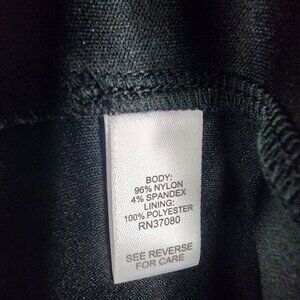 BODY:
96% NYLON
4% SPANDEX
LINING:
100% POLYESTER
RN37080
SEE REVERSE
FOR CARE